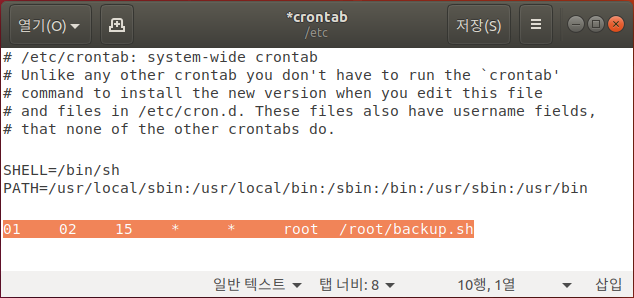 열기(O)
*crontab
/etc
저장(S)
# /etc/crontab: system-wide crontab
# Unlike any other crontab you don't have to run the `crontab'
# command to install the new version when you edit this file
# and files in /etc/cron.d. These files also have username fields,
# that none of the other crontabs do.
SHELL=/bin/sh
PATH=/usr/local/sbin:/usr/local/bin:/sbin:/bin:/usr/sbin:/usr/bin
01 02 15 * * root /root/backup.sh
일반 텍스트 탭 너비: 8 10행, 1열 삽입